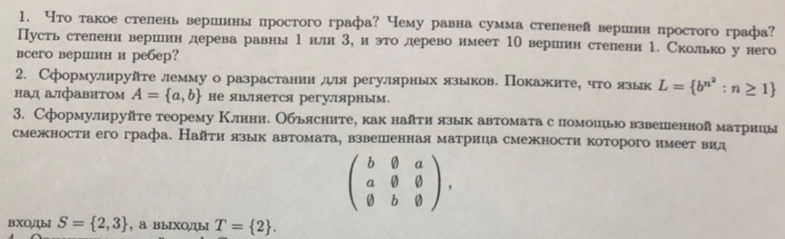 1. Что такое степень вершины простого графа? Чему равна сумма степеней вершин простого графа?
Пусть степени вершин дерева равны 1 или 3, и это дерево имеет 10 вершин степени 1. Сколько у него
всего вершин и ребер?
2. Сформулируйте лемму о разрастании для регулярных языков. Покажите, что язык L = {bⁿ² : n ≥ 1}
над алфавитом A = {a, b} не является регулярным.
3. Сформулируйте теорему Клини. Объясните, как найти язык автомата с помощью взвешенной матрицы
смежности его графа. Найти язык автомата, взвешенная матрица смежности которого имеет вид
b ∅ a
a ∅ ∅
∅ b ∅ ,
входы S = {2, 3}, а выходы T = {2}.